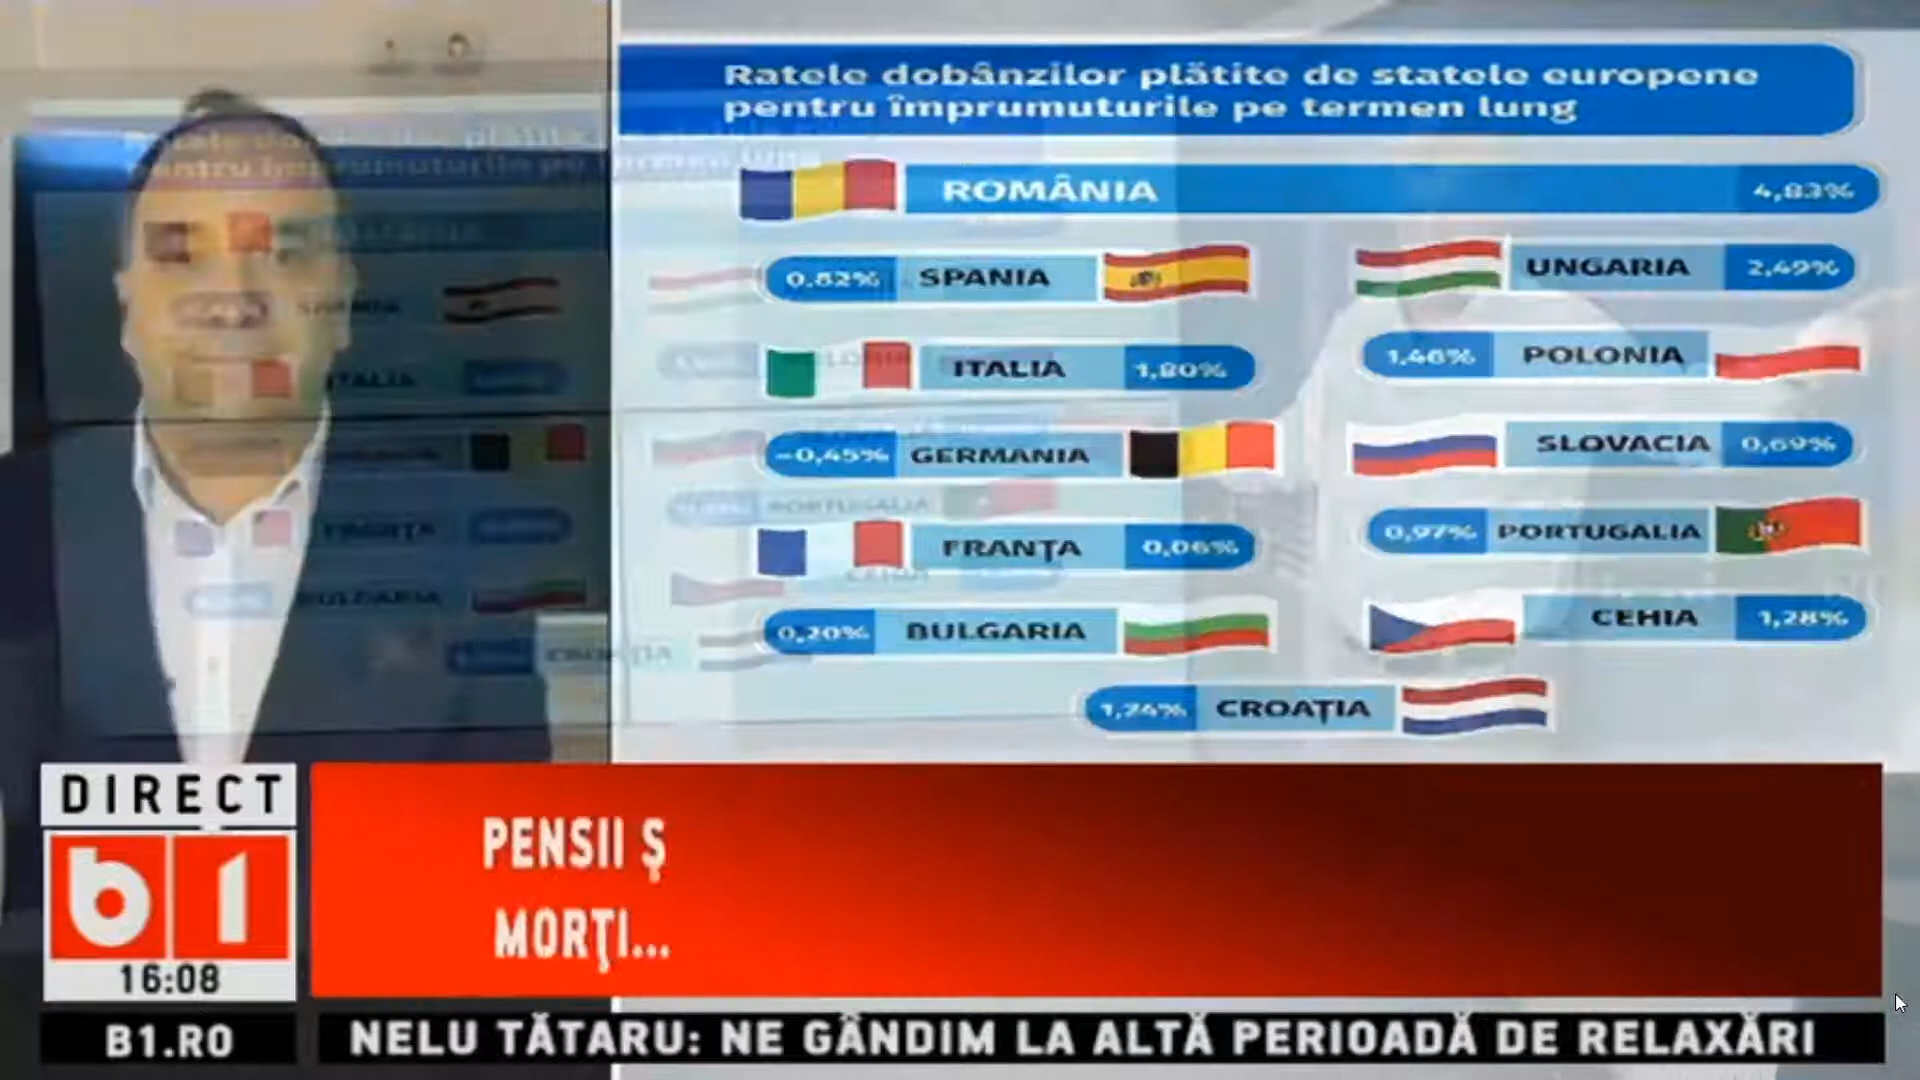 Ratele dobânzilor plătite de statele europene
pentru împrumuturile pe termen lung
ROMÂNIA 4,83%
0,82% SPANIA
UNGARIA 2,49%
ITALIA 1,80%
1,46% POLONIA
-0,45% GERMANIA
SLOVACIA 0,69%
FRANȚA 0,06%
0,97% PORTUGALIA
0,20% BULGARIA
CEHIA 1,28%
1,24% CROAȚIA
DIRECT
b1
16:08
B1.RO
PENSII Ş
MORŢI...
NELU TĂTARU: NE GÂNDIM LA ALTĂ PERIOADĂ DE RELAXĂRI